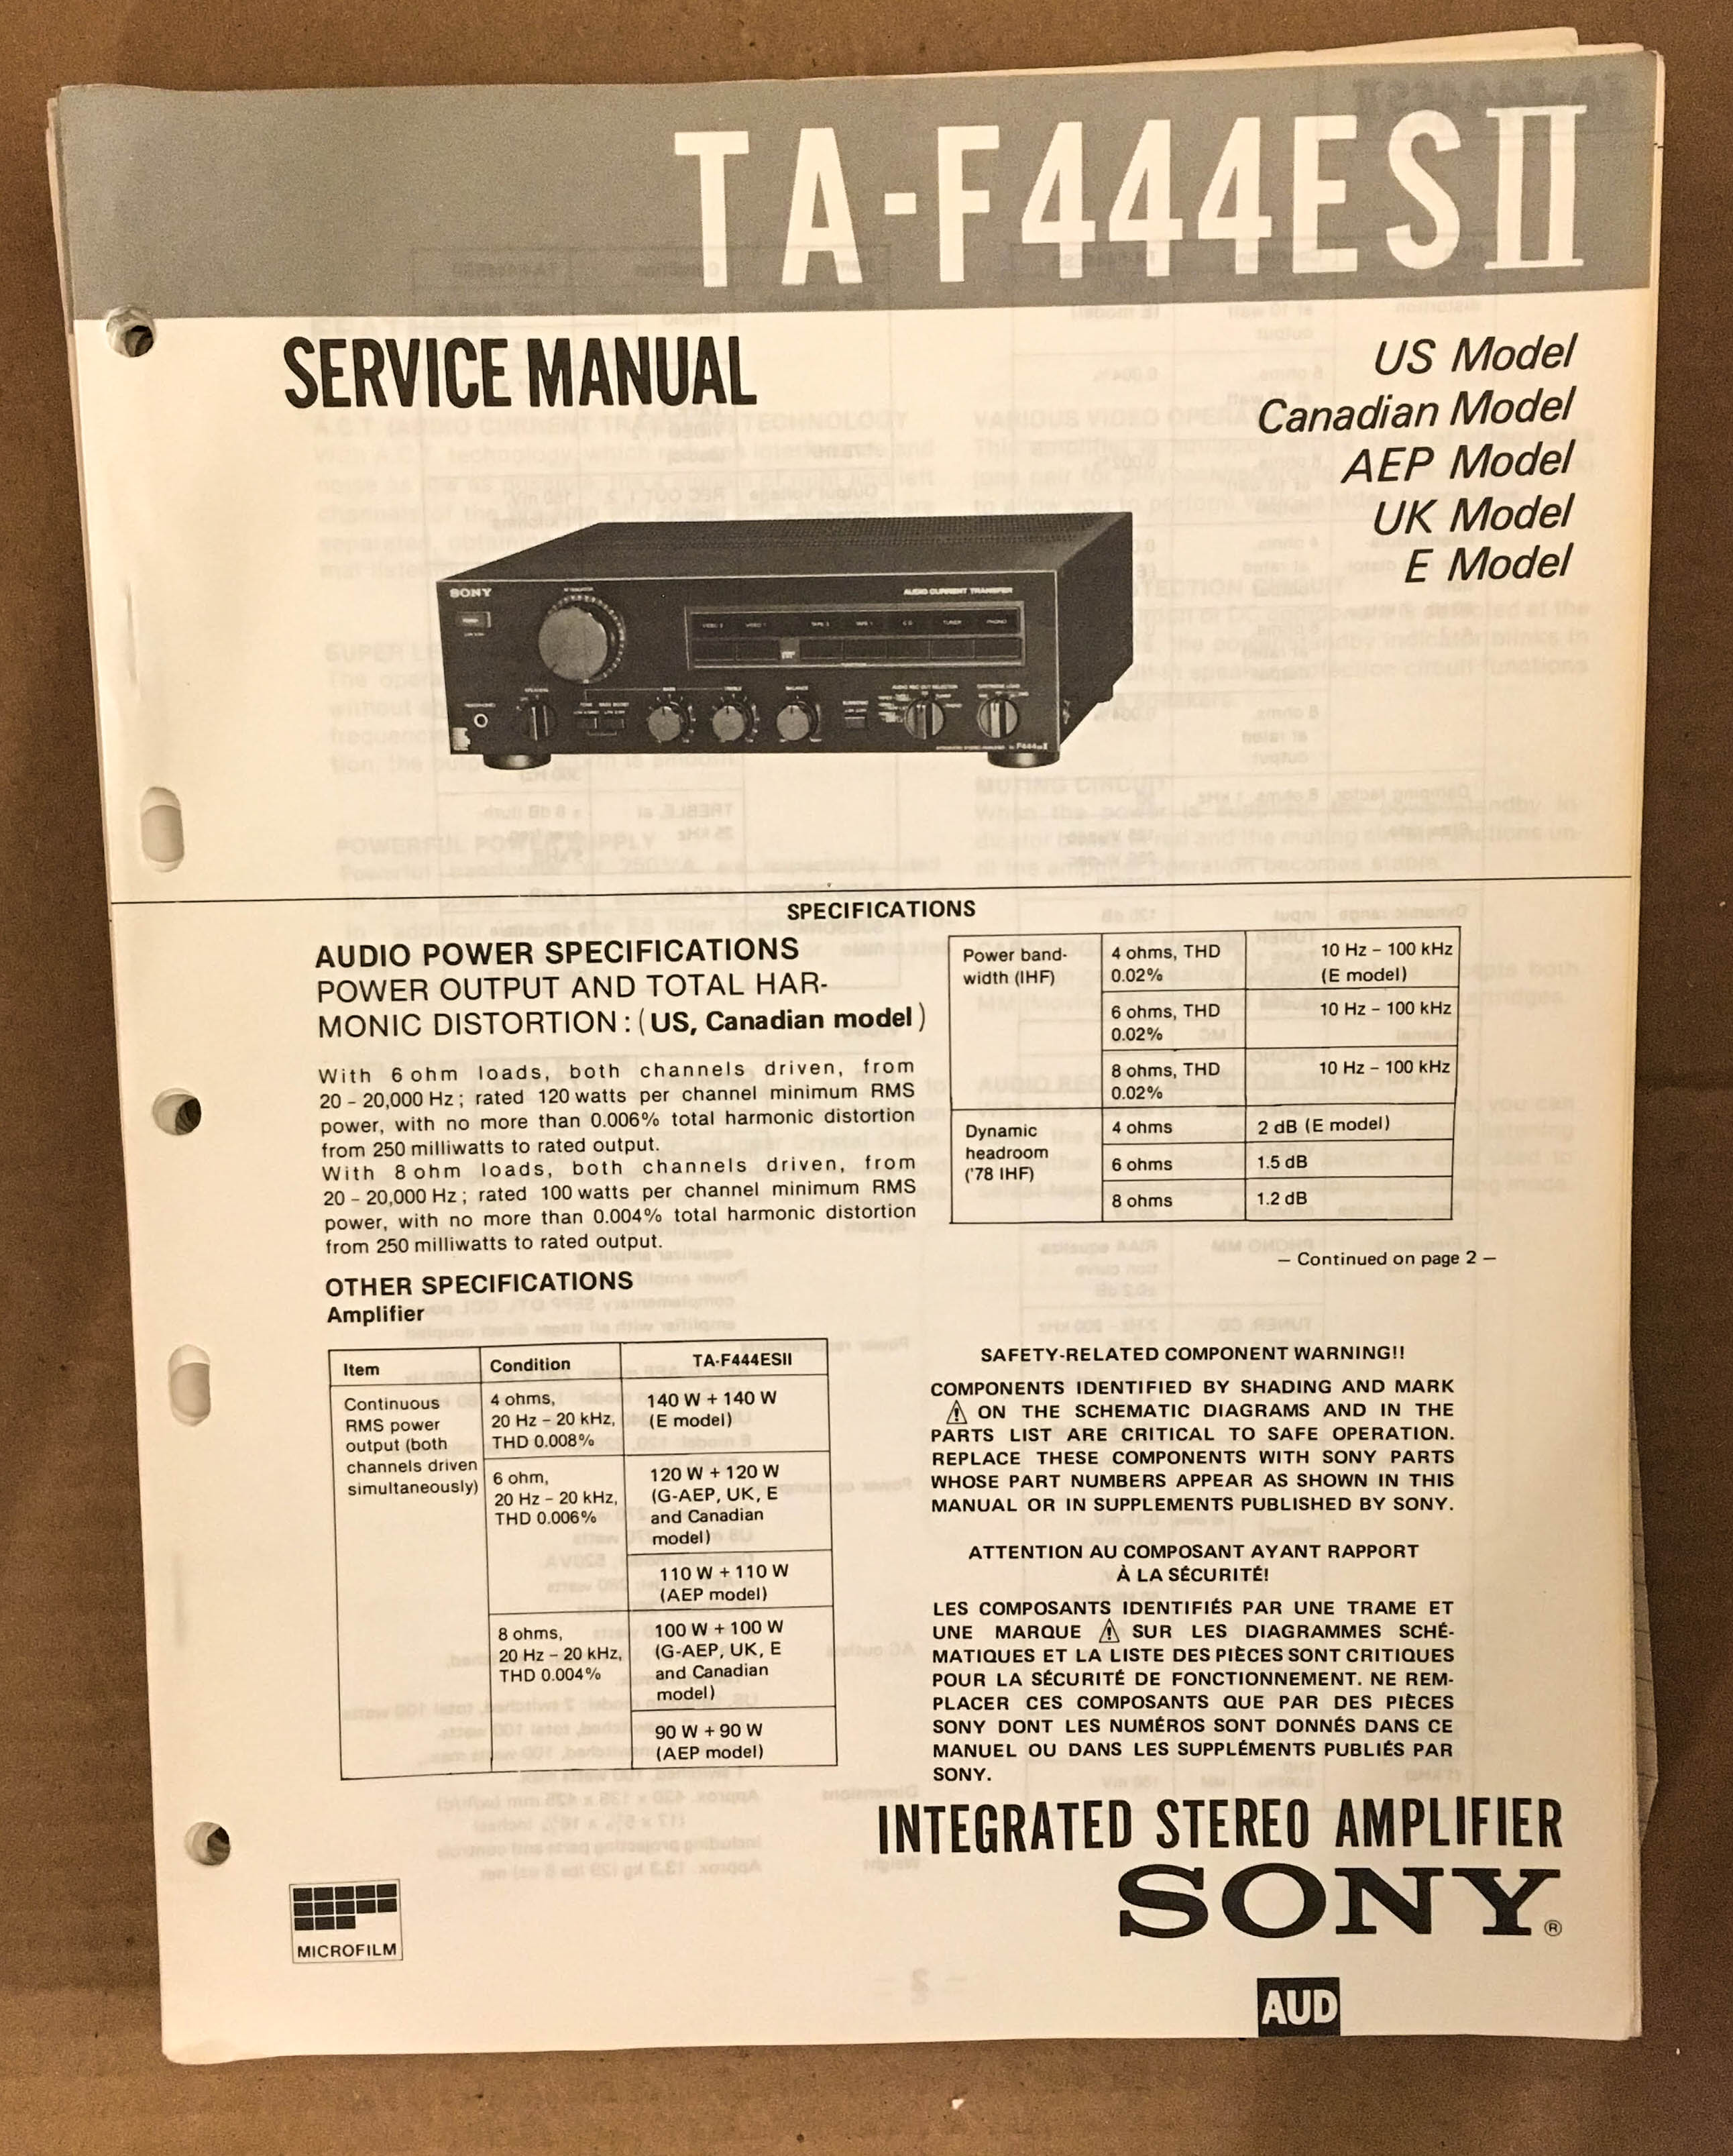 TA-F444ESII
SERVICE MANUAL
US Model
Canadian Model
AEP Model
UK Model
E Model
SONY
AUDIO CURRENT TRANSFER
SPECIFICATIONS
AUDIO POWER SPECIFICATIONS
POWER OUTPUT AND TOTAL HAR-
MONIC DISTORTION: (US, Canadian model)
With 6 ohm loads, both channels driven, from
20 – 20,000 Hz; rated 120 watts per channel minimum RMS
power, with no more than 0.006% total harmonic distortion
from 250 milliwatts to rated output.
With 8 ohm loads, both channels driven, from
20 – 20,000 Hz; rated 100 watts per channel minimum RMS
power, with no more than 0.004% total harmonic distortion
from 250 milliwatts to rated output.
OTHER SPECIFICATIONS
Amplifier
Item Condition TA-F444ESII
Continuous
RMS power
output (both
channels driven
simultaneously)
4 ohms,
20 Hz – 20 kHz,
THD 0.008%
140 W + 140 W
(E model)
6 ohm,
20 Hz – 20 kHz,
THD 0.006%
120 W + 120 W
(G-AEP, UK, E
and Canadian
model)
110 W + 110 W
(AEP model)
8 ohms,
20 Hz – 20 kHz,
THD 0.004%
100 W + 100 W
(G-AEP, UK, E
and Canadian
model)
90 W + 90 W
(AEP model)
Power band-
width (IHF)
4 ohms, THD
0.02%
10 Hz – 100 kHz
(E model)
6 ohms, THD
0.02%
10 Hz – 100 kHz
8 ohms, THD
0.02%
10 Hz – 100 kHz
Dynamic
headroom
('78 IHF)
4 ohms 2 dB (E model)
6 ohms 1.5 dB
8 ohms 1.2 dB
— Continued on page 2 —
SAFETY-RELATED COMPONENT WARNING!!
COMPONENTS IDENTIFIED BY SHADING AND MARK
⚠ ON THE SCHEMATIC DIAGRAMS AND IN THE
PARTS LIST ARE CRITICAL TO SAFE OPERATION.
REPLACE THESE COMPONENTS WITH SONY PARTS
WHOSE PART NUMBERS APPEAR AS SHOWN IN THIS
MANUAL OR IN SUPPLEMENTS PUBLISHED BY SONY.
ATTENTION AU COMPOSANT AYANT RAPPORT
À LA SÉCURITÉ!
LES COMPOSANTS IDENTIFIÉS PAR UNE TRAME ET
UNE MARQUE ⚠ SUR LES DIAGRAMMES SCHÉ-
MATIQUES ET LA LISTE DES PIÈCES SONT CRITIQUES
POUR LA SÉCURITÉ DE FONCTIONNEMENT. NE REM-
PLACER CES COMPOSANTS QUE PAR DES PIÈCES
SONY DONT LES NUMÉROS SONT DONNÉS DANS CE
MANUEL OU DANS LES SUPPLÉMENTS PUBLIÉS PAR
SONY.
INTEGRATED STEREO AMPLIFIER
SONY®
MICROFILM
AUD